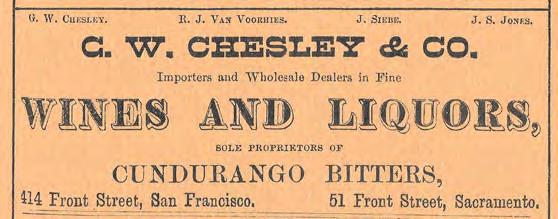 G. W. CHESLEY. R. J. VAN VOORHIES. J. SIEBE. J. S. JONES.
G. W. CHESLEY & CO.
Importers and Wholesale Dealers in Fine
WINES AND LIQUORS,
SOLE PROPRIETORS OF
CUNDURANGO BITTERS,
414 Front Street, San Francisco. 51 Front Street, Sacramento.